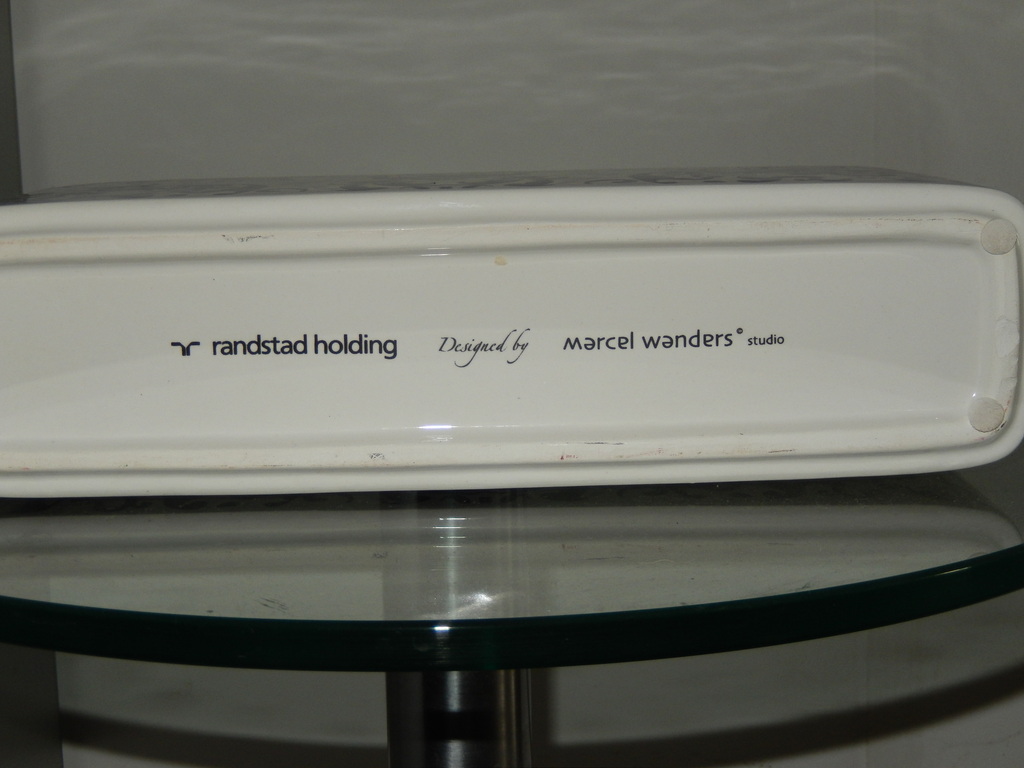 randstad holding Designed by marcel wanders° studio